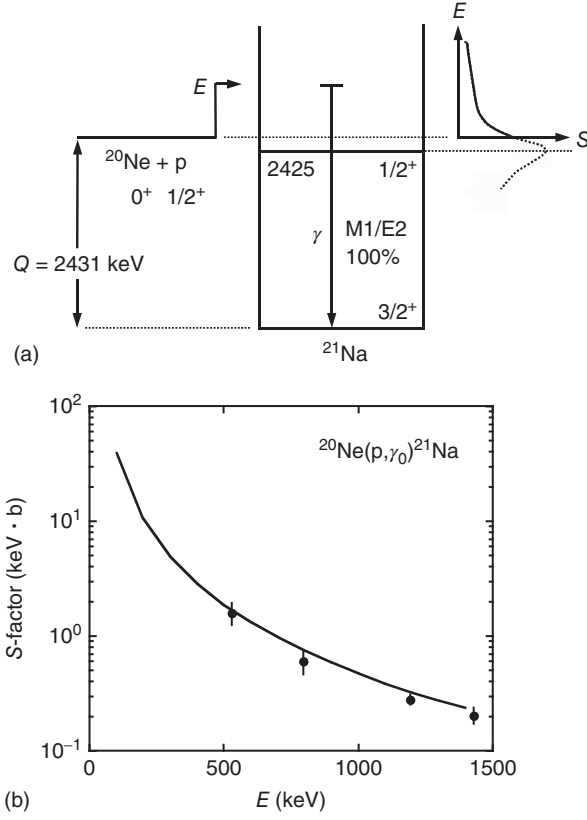 E
S
E
²⁰Ne + p
0⁺ 1/2⁺
2425
1/2⁺
γ
M1/E2
100%
Q = 2431 keV
3/2⁺
(a)
²¹Na
10²
²⁰Ne(p,γ₀)²¹Na
10¹
10⁰
10⁻¹
S-factor (keV · b)
0
500
1000
1500
(b)
E (keV)